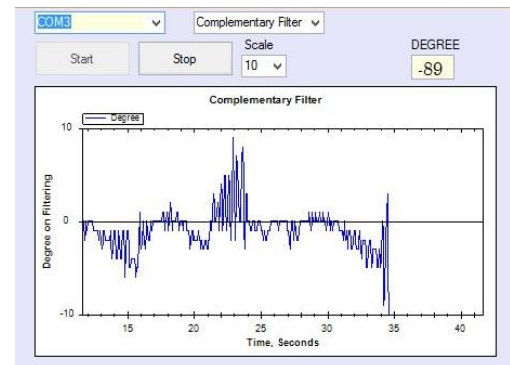 COM3 Complementary Filter
Scale DEGREE
Start Stop 10 -89
Complementary Filter
Degree
10
0
-10
Degree on Filtering
15 20 25 30 35 40
Time, Seconds